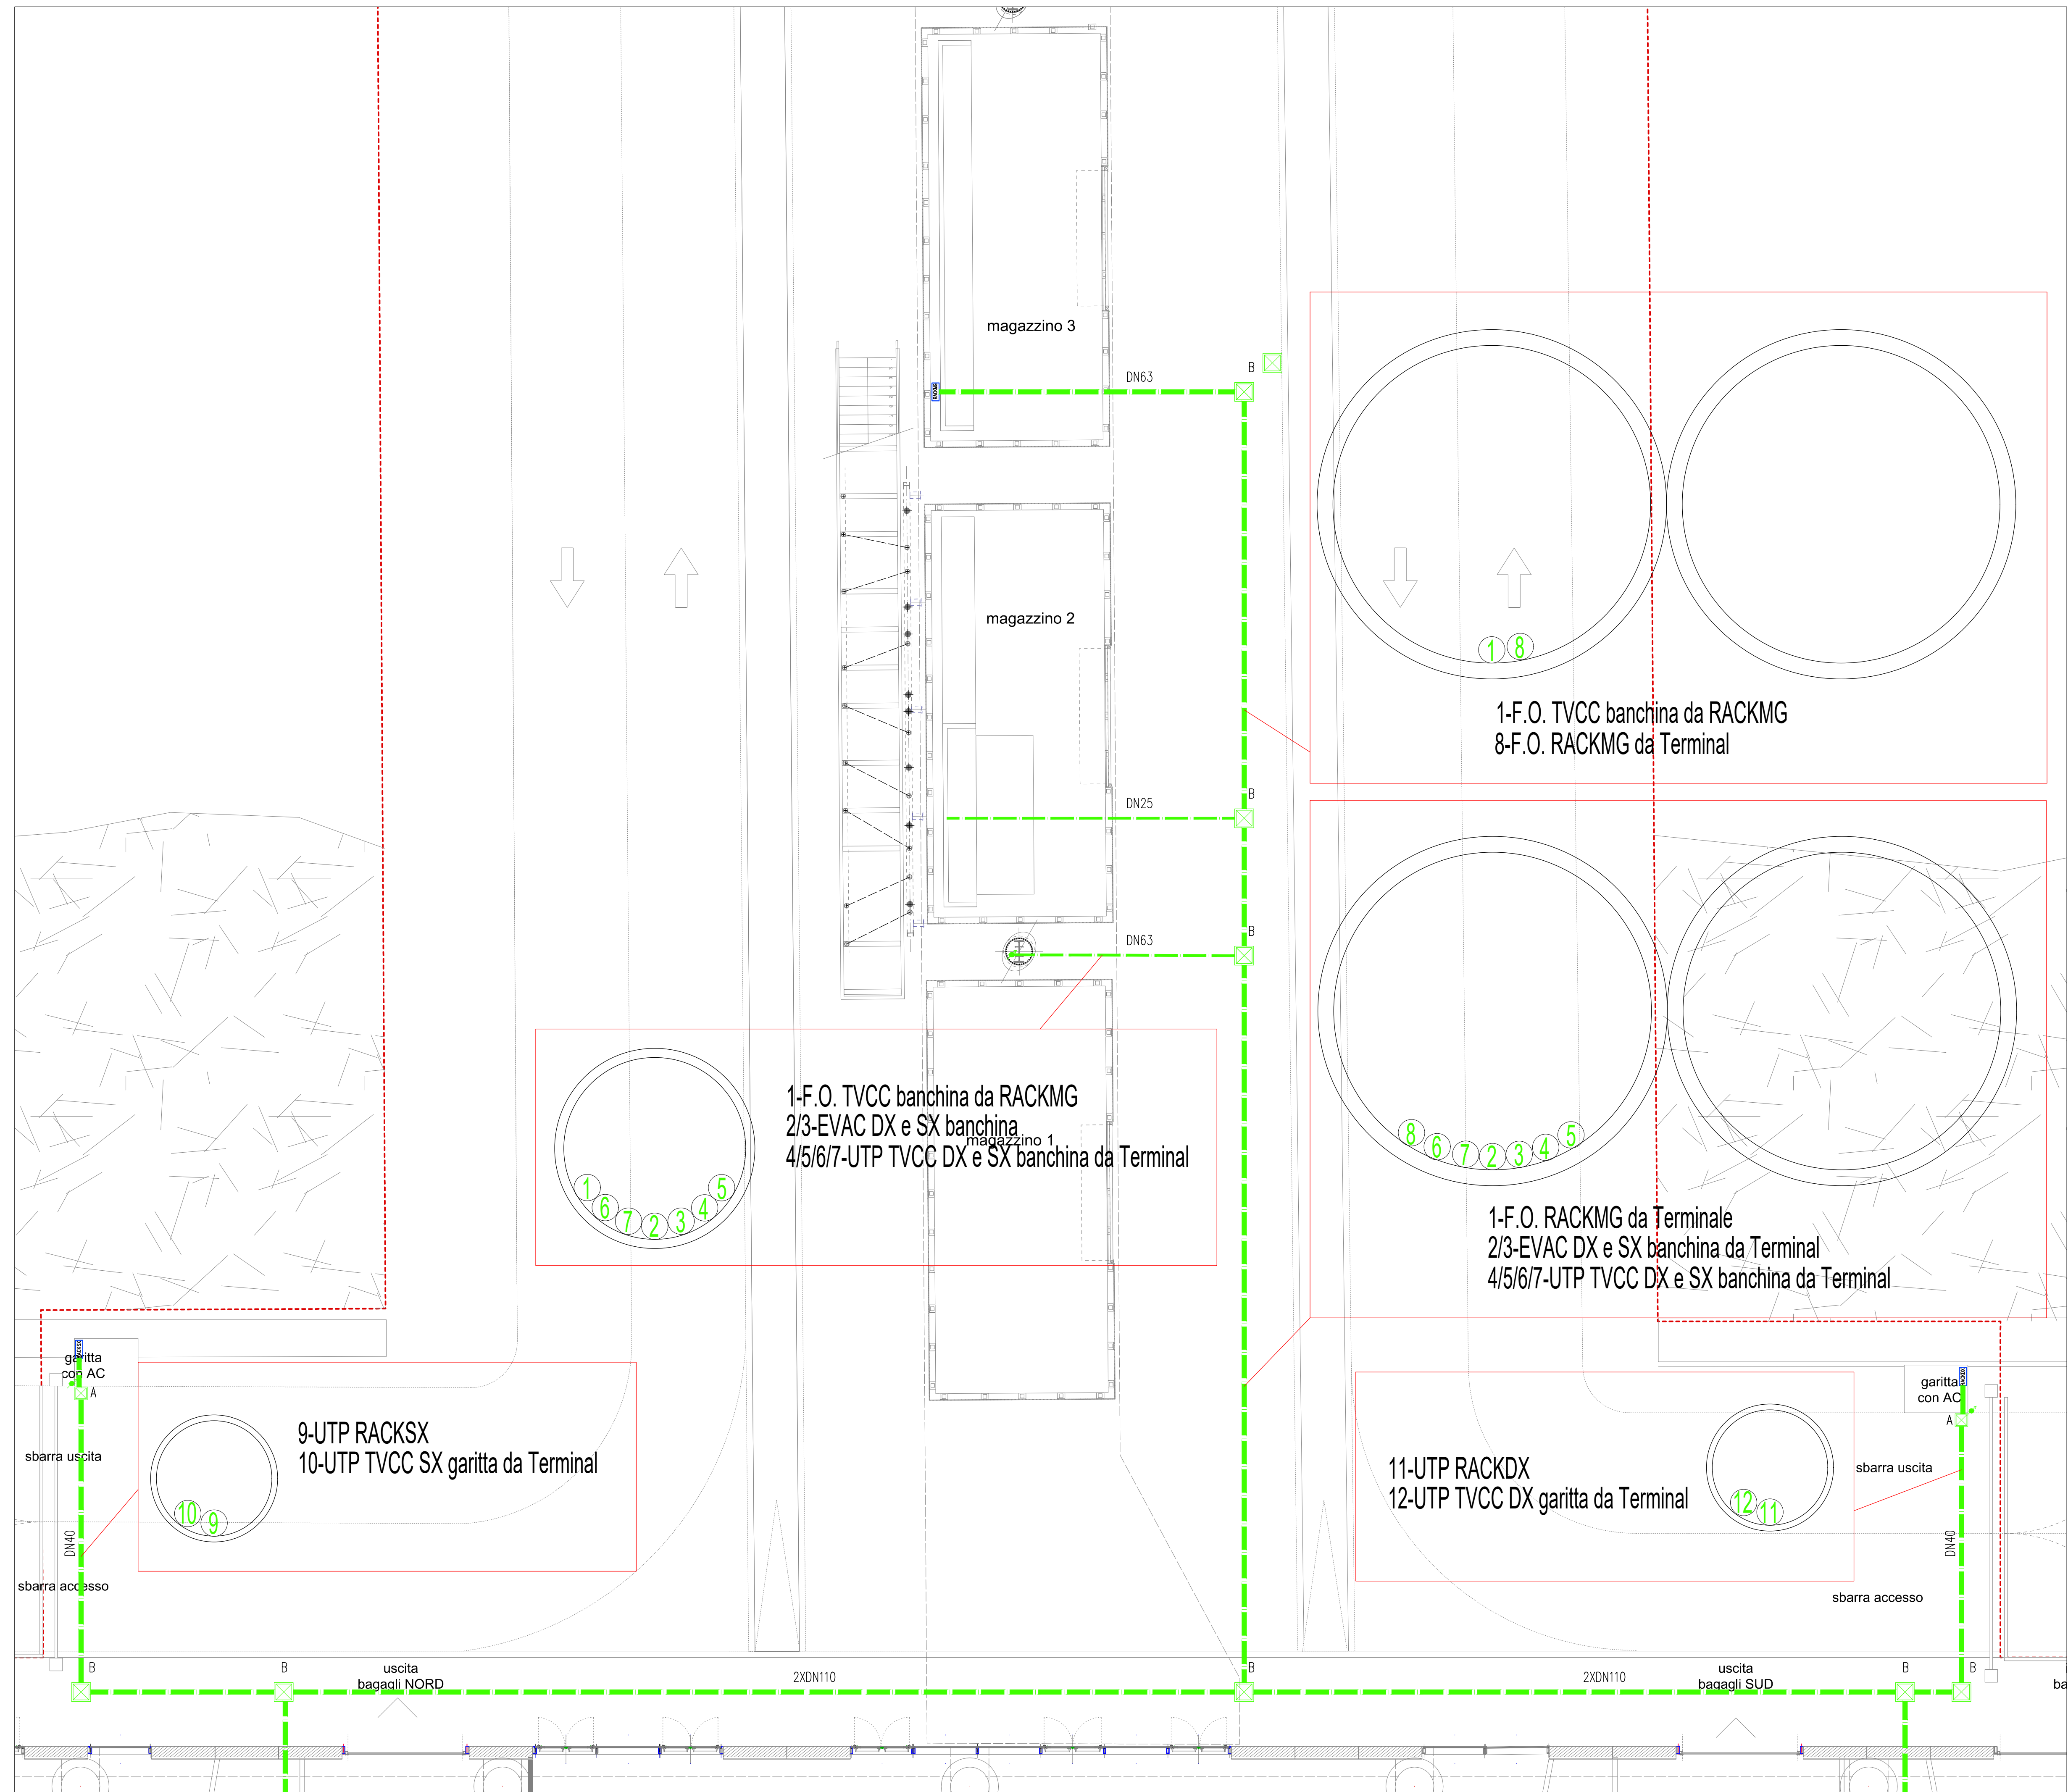 magazzino 3
RACKMG
DN63
B
magazzino 2
1
8
1-F.O. TVCC banchina da RACKMG
8-F.O. RACKMG da Terminal
DN25
B
DN63
B
1-F.O. TVCC banchina da RACKMG
2/3-EVAC DX e SX banchina
magazzino 1
4/5/6/7-UTP TVCC DX e SX banchina da Terminal
1
6
7
2
3
4
5
8
6
7
2
3
4
5
1-F.O. RACKMG da Terminale
2/3-EVAC DX e SX banchina da Terminal
4/5/6/7-UTP TVCC DX e SX banchina da Terminal
RACKSX
garitta
con AC
A
9-UTP RACKSX
10-UTP TVCC SX garitta da Terminal
10
9
sbarra uscita
DN40
sbarra accesso
RACKDX
garitta
con AC
A
11-UTP RACKDX
12-UTP TVCC DX garitta da Terminal
12
11
sbarra uscita
DN40
sbarra accesso
B
B
uscita
bagagli NORD
2XDN110
B
2XDN110
uscita
bagagli SUD
B
B
ba